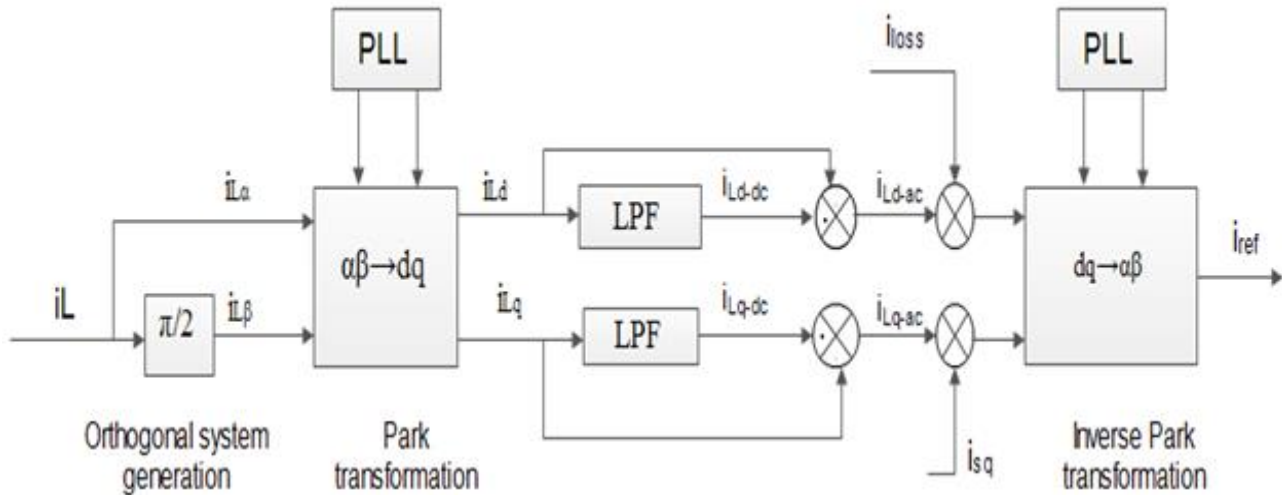 PLL
PLL
iloss
iLα
iLd
iLd-dc
iLd-ac
LPF
αβ→dq
dq→αβ
iref
iL
π/2
iLβ
iLq
iLq-dc
iLq-ac
LPF
Orthogonal system
generation
Park
transformation
isq
Inverse Park
transformation